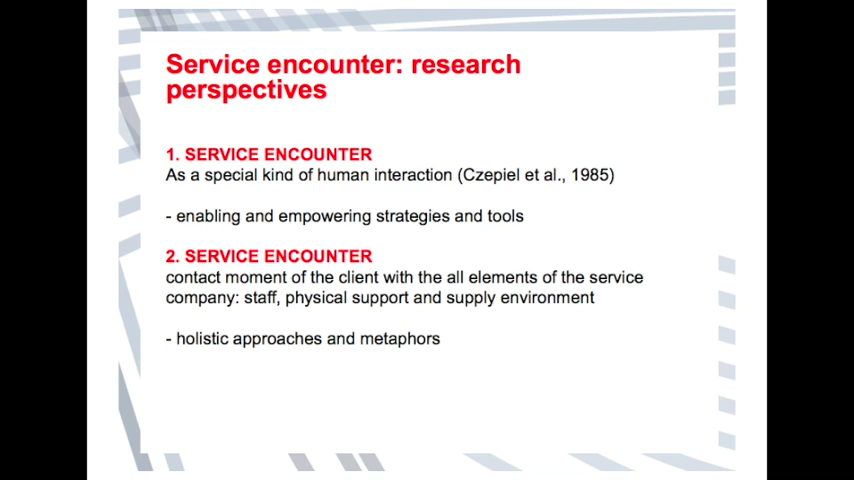 Service encounter: research
perspectives
1. SERVICE ENCOUNTER
As a special kind of human interaction (Czepiel et al., 1985)
- enabling and empowering strategies and tools
2. SERVICE ENCOUNTER
contact moment of the client with the all elements of the service
company: staff, physical support and supply environment
- holistic approaches and metaphors